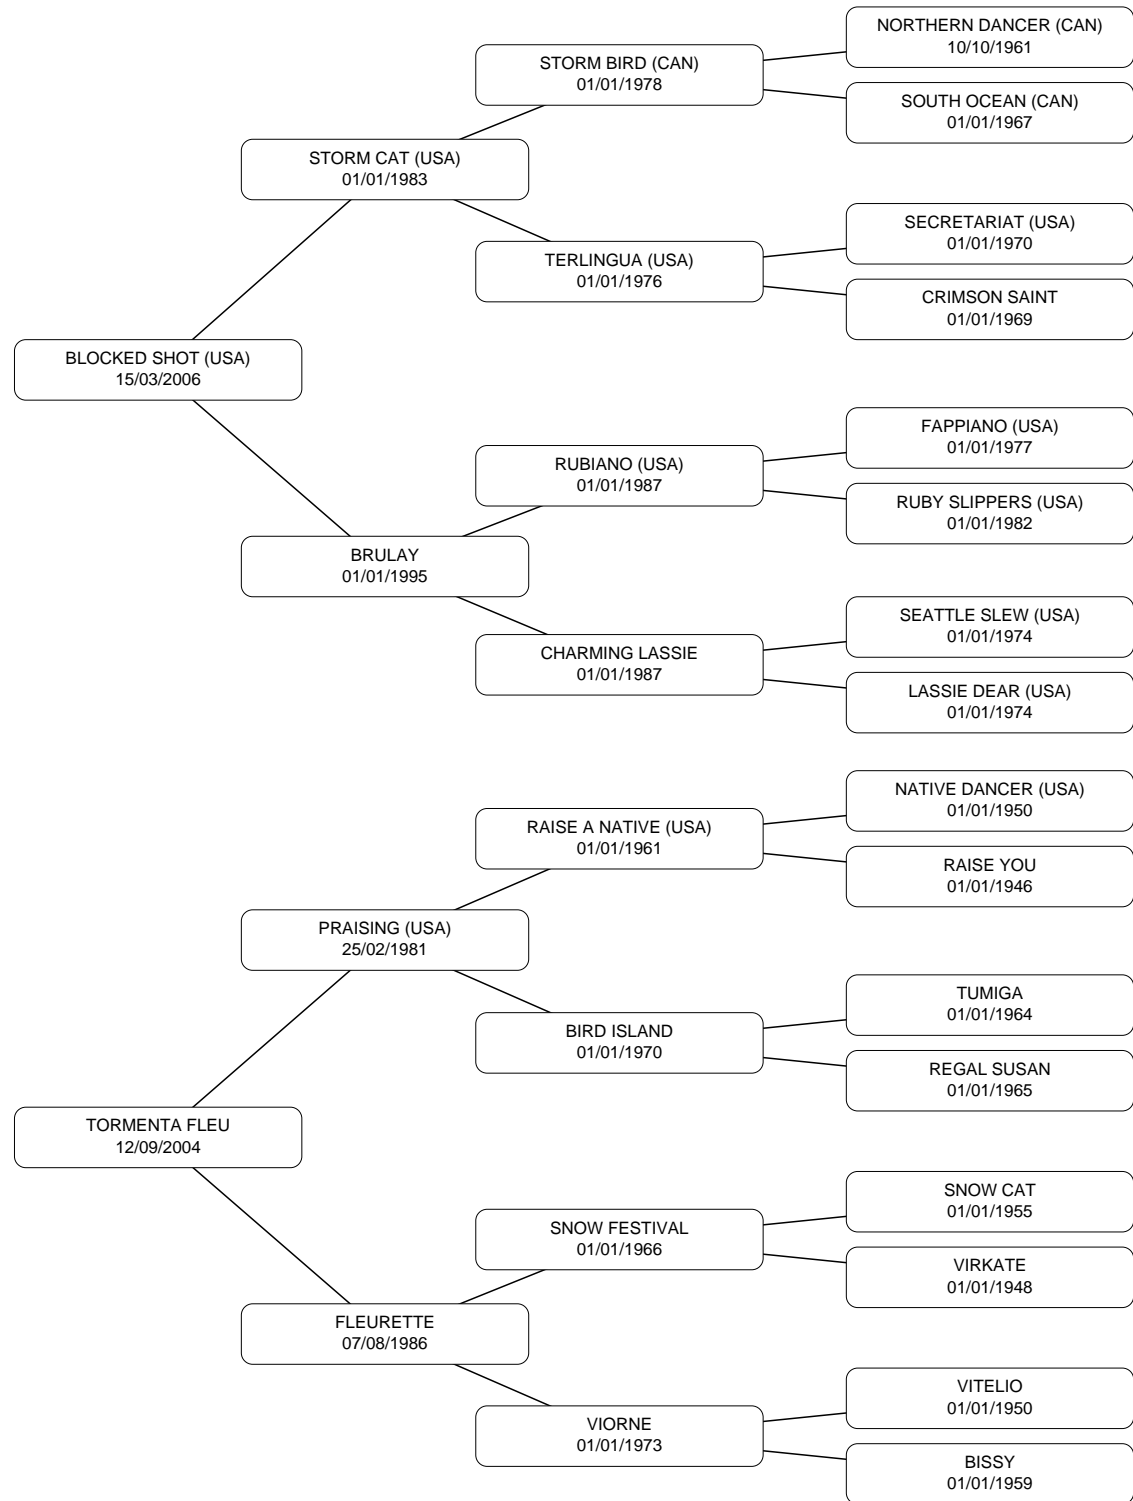 NORTHERN DANCER (CAN)
10/10/1961
STORM BIRD (CAN)
01/01/1978
SOUTH OCEAN (CAN)
01/01/1967
STORM CAT (USA)
01/01/1983
SECRETARIAT (USA)
01/01/1970
TERLINGUA (USA)
01/01/1976
CRIMSON SAINT
01/01/1969
BLOCKED SHOT (USA)
15/03/2006
FAPPIANO (USA)
01/01/1977
RUBIANO (USA)
01/01/1987
RUBY SLIPPERS (USA)
01/01/1982
BRULAY
01/01/1995
SEATTLE SLEW (USA)
01/01/1974
CHARMING LASSIE
01/01/1987
LASSIE DEAR (USA)
01/01/1974
NATIVE DANCER (USA)
01/01/1950
RAISE A NATIVE (USA)
01/01/1961
RAISE YOU
01/01/1946
PRAISING (USA)
25/02/1981
TUMIGA
01/01/1964
BIRD ISLAND
01/01/1970
REGAL SUSAN
01/01/1965
TORMENTA FLEU
12/09/2004
SNOW CAT
01/01/1955
SNOW FESTIVAL
01/01/1966
VIRKATE
01/01/1948
FLEURETTE
07/08/1986
VITELIO
01/01/1950
VIORNE
01/01/1973
BISSY
01/01/1959